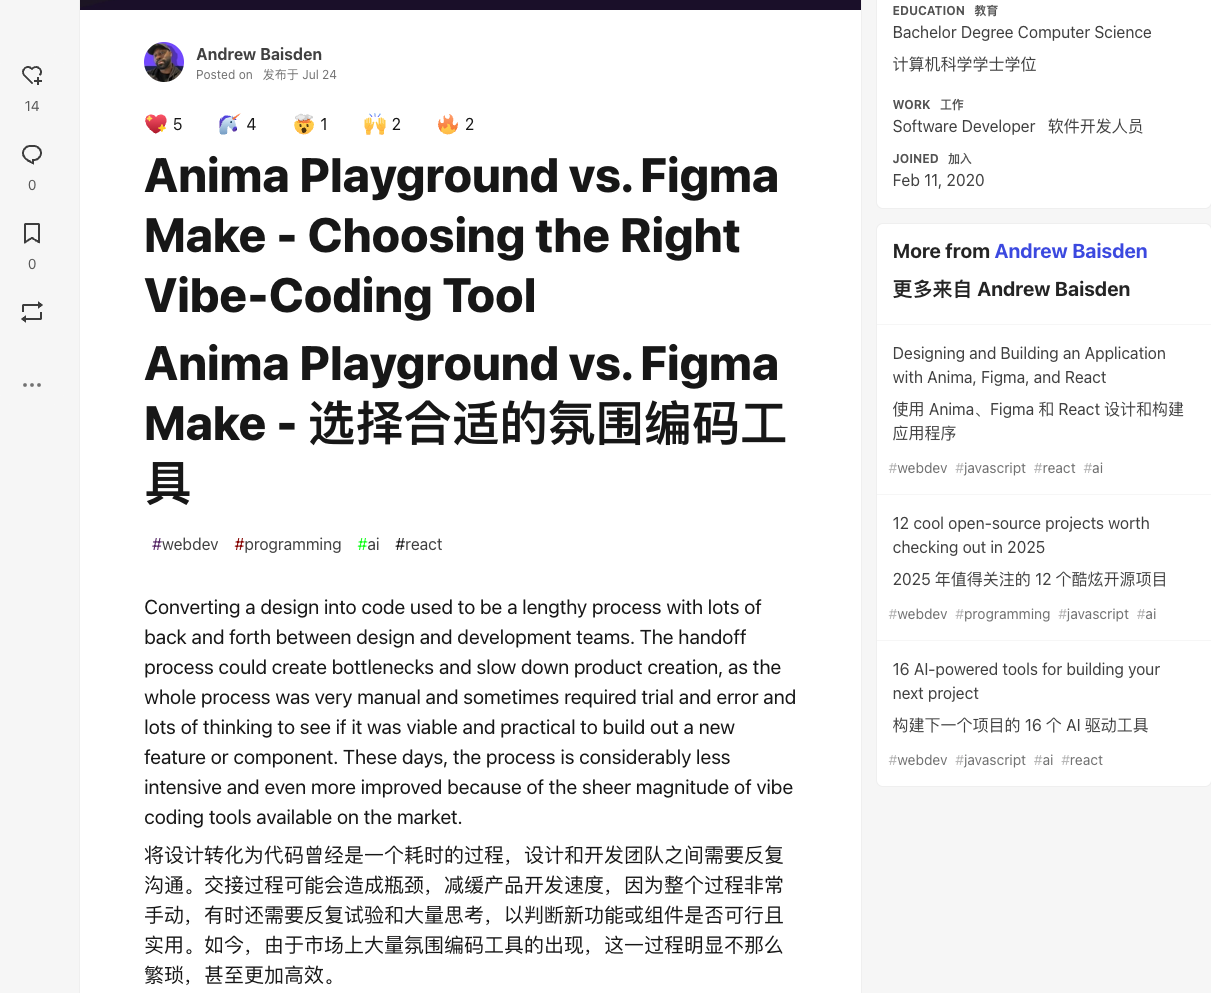 14
0
0
Andrew Baisden
Posted on 发布于 Jul 24
5 4 1 2 2
Anima Playground vs. Figma
Make - Choosing the Right
Vibe-Coding Tool
Anima Playground vs. Figma
Make - 选择合适的氛围编码工
具
#webdev #programming #ai #react
Converting a design into code used to be a lengthy process with lots of
back and forth between design and development teams. The handoff
process could create bottlenecks and slow down product creation, as the
whole process was very manual and sometimes required trial and error and
lots of thinking to see if it was viable and practical to build out a new
feature or component. These days, the process is considerably less
intensive and even more improved because of the sheer magnitude of vibe
coding tools available on the market.
将设计转化为代码曾经是一个耗时的过程，设计和开发团队之间需要反复
沟通。交接过程可能会造成瓶颈，减缓产品开发速度，因为整个过程非常
手动，有时还需要反复试验和大量思考，以判断新功能或组件是否可行且
实用。如今，由于市场上大量氛围编码工具的出现，这一过程明显不那么
繁琐，甚至更加高效。
EDUCATION 教育
Bachelor Degree Computer Science
计算机科学学士学位
WORK 工作
Software Developer 软件开发人员
JOINED 加入
Feb 11, 2020
More from Andrew Baisden
更多来自 Andrew Baisden
Designing and Building an Application
with Anima, Figma, and React
使用 Anima、Figma 和 React 设计和构建
应用程序
#webdev #javascript #react #ai
12 cool open-source projects worth
checking out in 2025
2025 年值得关注的 12 个酷炫开源项目
#webdev #programming #javascript #ai
16 AI-powered tools for building your
next project
构建下一个项目的 16 个 AI 驱动工具
#webdev #javascript #ai #react